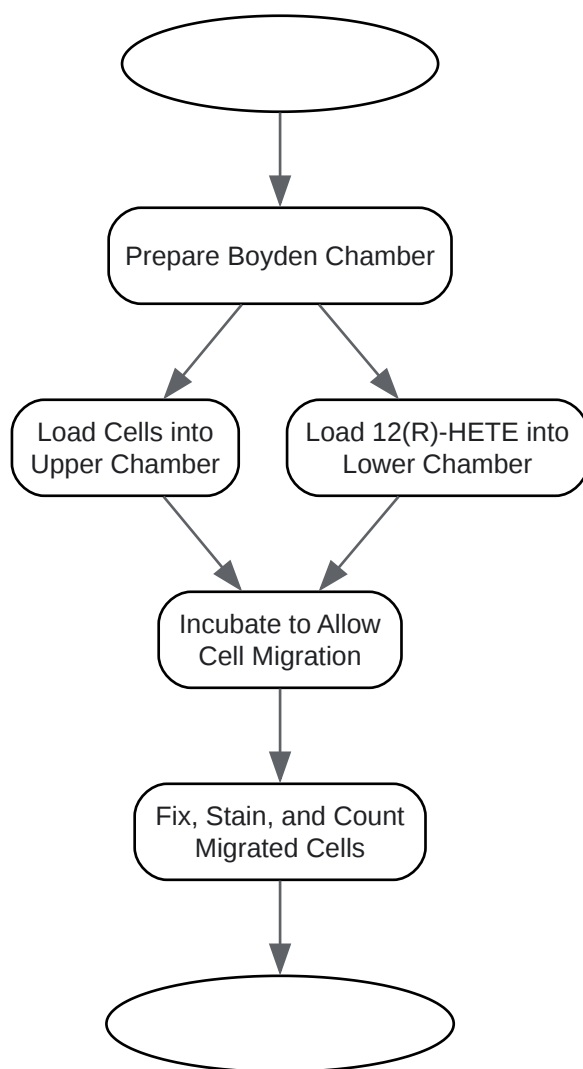 Prepare Boyden Chamber
Load Cells into
Upper Chamber
Load 12(R)-HETE into
Lower Chamber
Incubate to Allow
Cell Migration
Fix, Stain, and Count
Migrated Cells